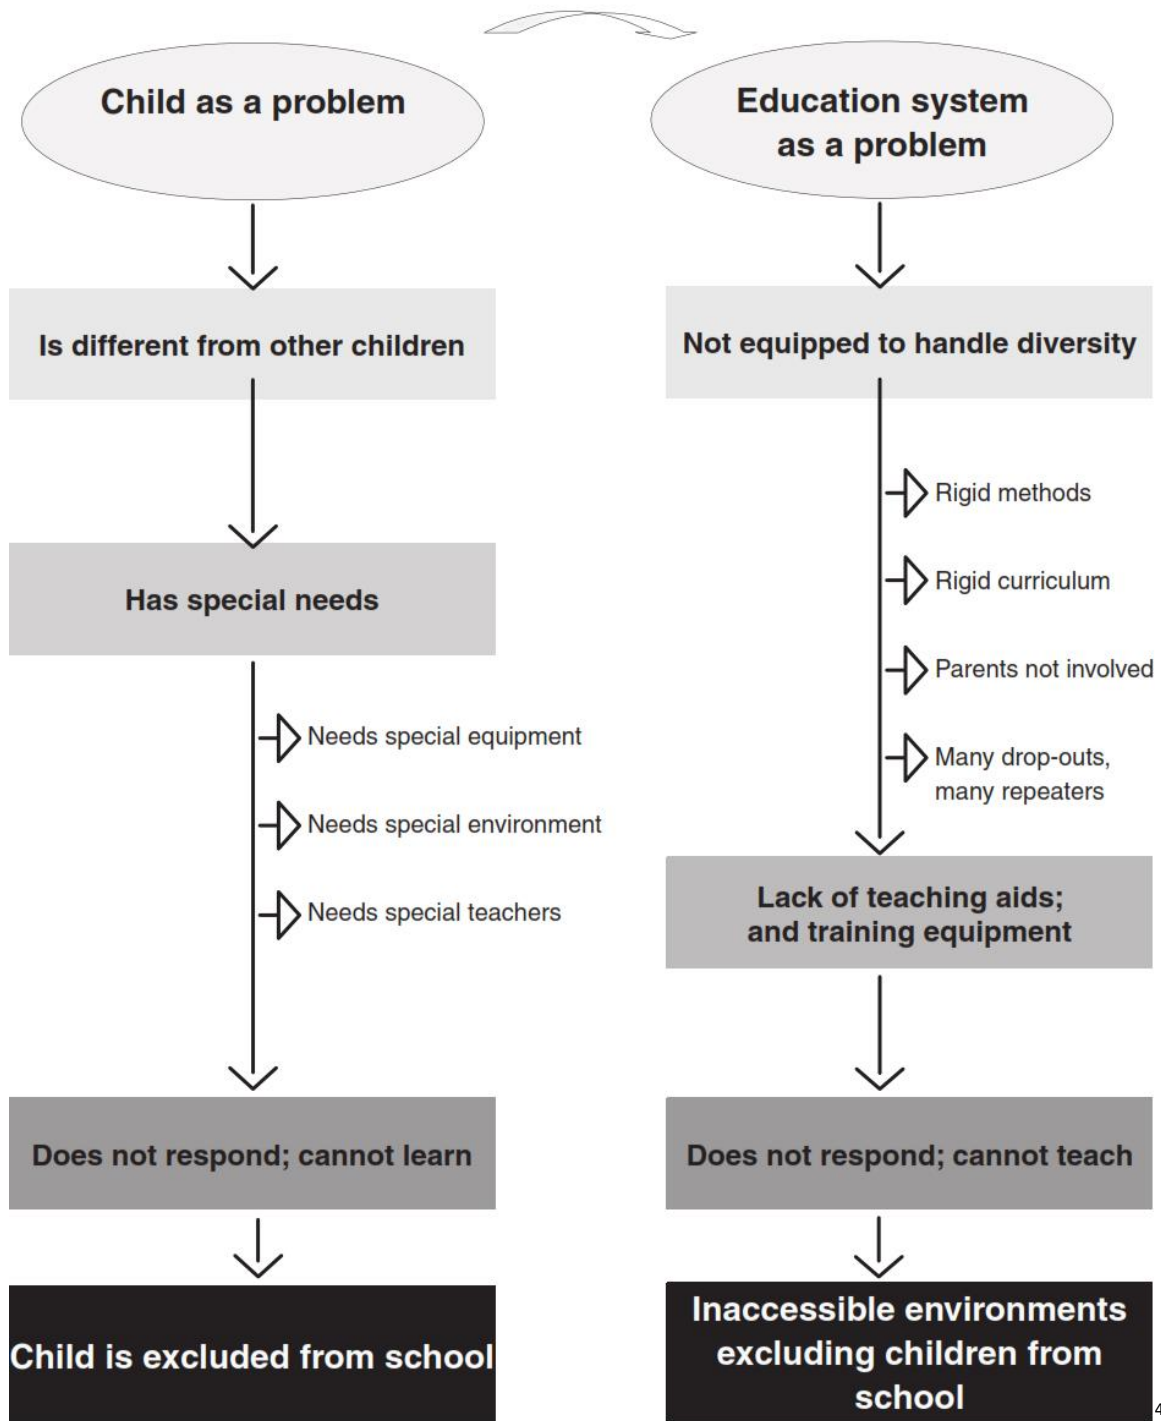 Child as a problem
Is different from other children
Has special needs
Needs special equipment
Needs special environment
Needs special teachers
Does not respond; cannot learn
Child is excluded from school
Education system
as a problem
Not equipped to handle diversity
Rigid methods
Rigid curriculum
Parents not involved
Many drop-outs,
many repeaters
Lack of teaching aids;
and training equipment
Does not respond; cannot teach
Inaccessible environments
excluding children from
school
4